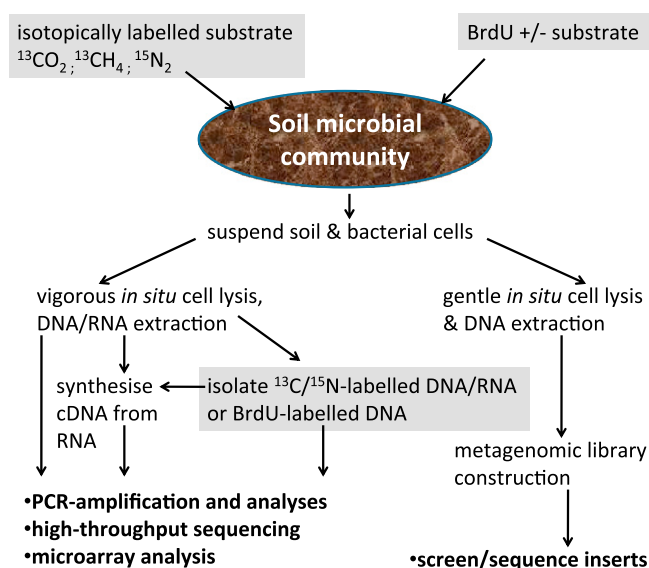 isotopically labelled substrate
¹³CO₂ ; ¹³CH₄ ; ¹⁵N₂
BrdU +/- substrate
Soil microbial
community
suspend soil & bacterial cells
vigorous in situ cell lysis,
DNA/RNA extraction
gentle in situ cell lysis
& DNA extraction
synthesise
cDNA from
RNA
isolate ¹³C/¹⁵N-labelled DNA/RNA
or BrdU-labelled DNA
metagenomic library
construction
•PCR-amplification and analyses
•high-throughput sequencing
•microarray analysis
•screen/sequence inserts